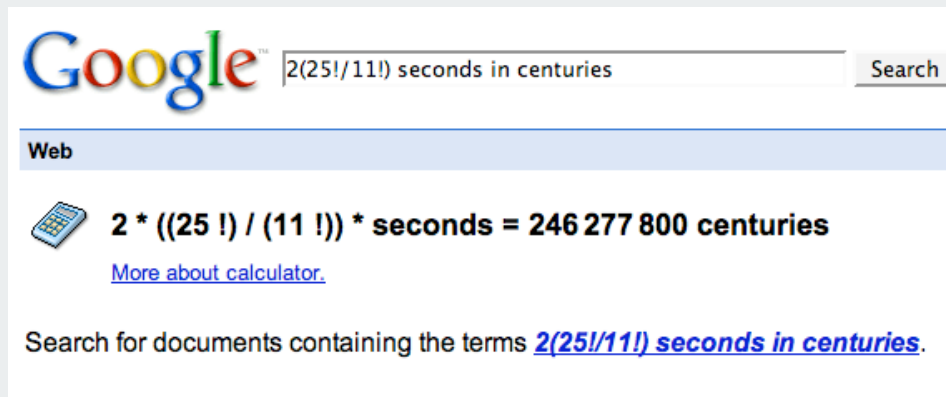 Google™ 2(25!/11!) seconds in centuries Search
Web
2 * ((25 !) / (11 !)) * seconds = 246 277 800 centuries
More about calculator.
Search for documents containing the terms 2(25!/11!) seconds in centuries.